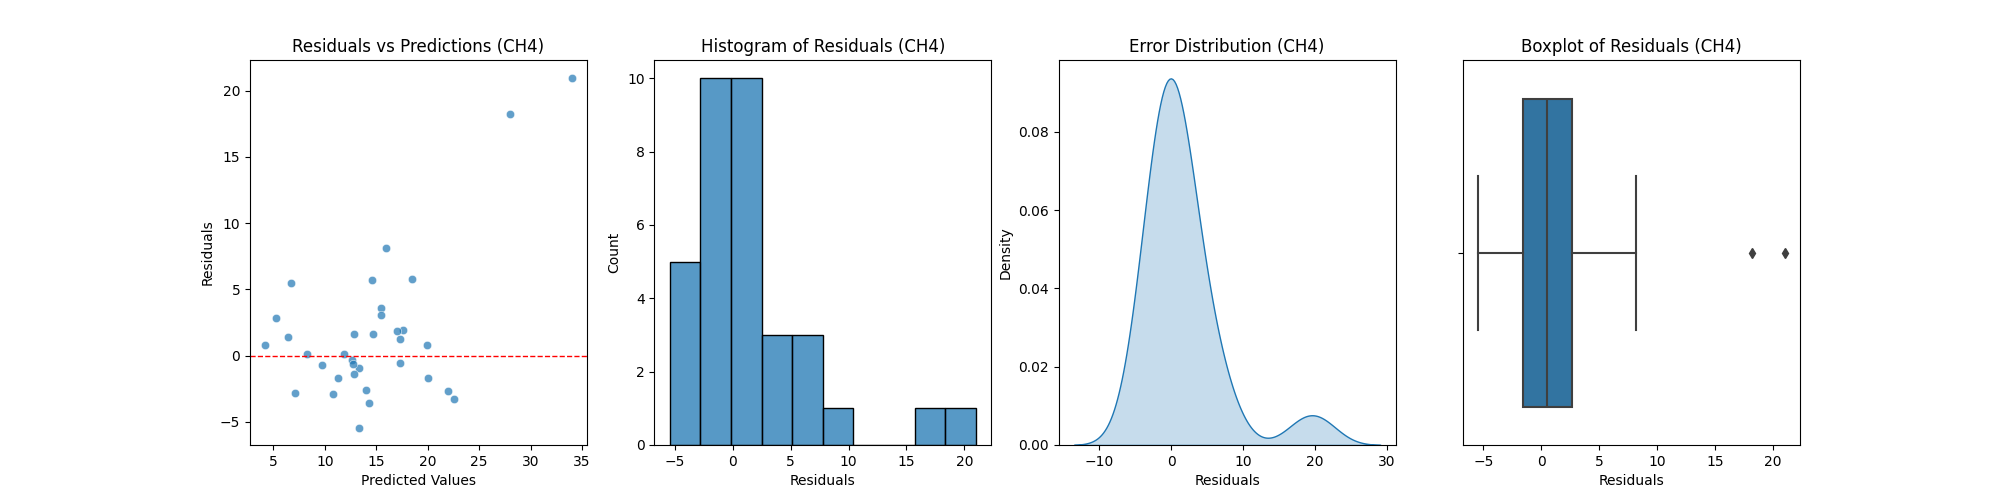 Residuals vs Predictions (CH4)
20
15
10
5
0
−5
Residuals
5 10 15 20 25 30 35
Predicted Values
Histogram of Residuals (CH4)
10
8
6
4
2
0
Count
−5 0 5 10 15 20
Residuals
Error Distribution (CH4)
0.08
0.06
0.04
0.02
0.00
Density
−10 0 10 20 30
Residuals
Boxplot of Residuals (CH4)
−5 0 5 10 15 20
Residuals